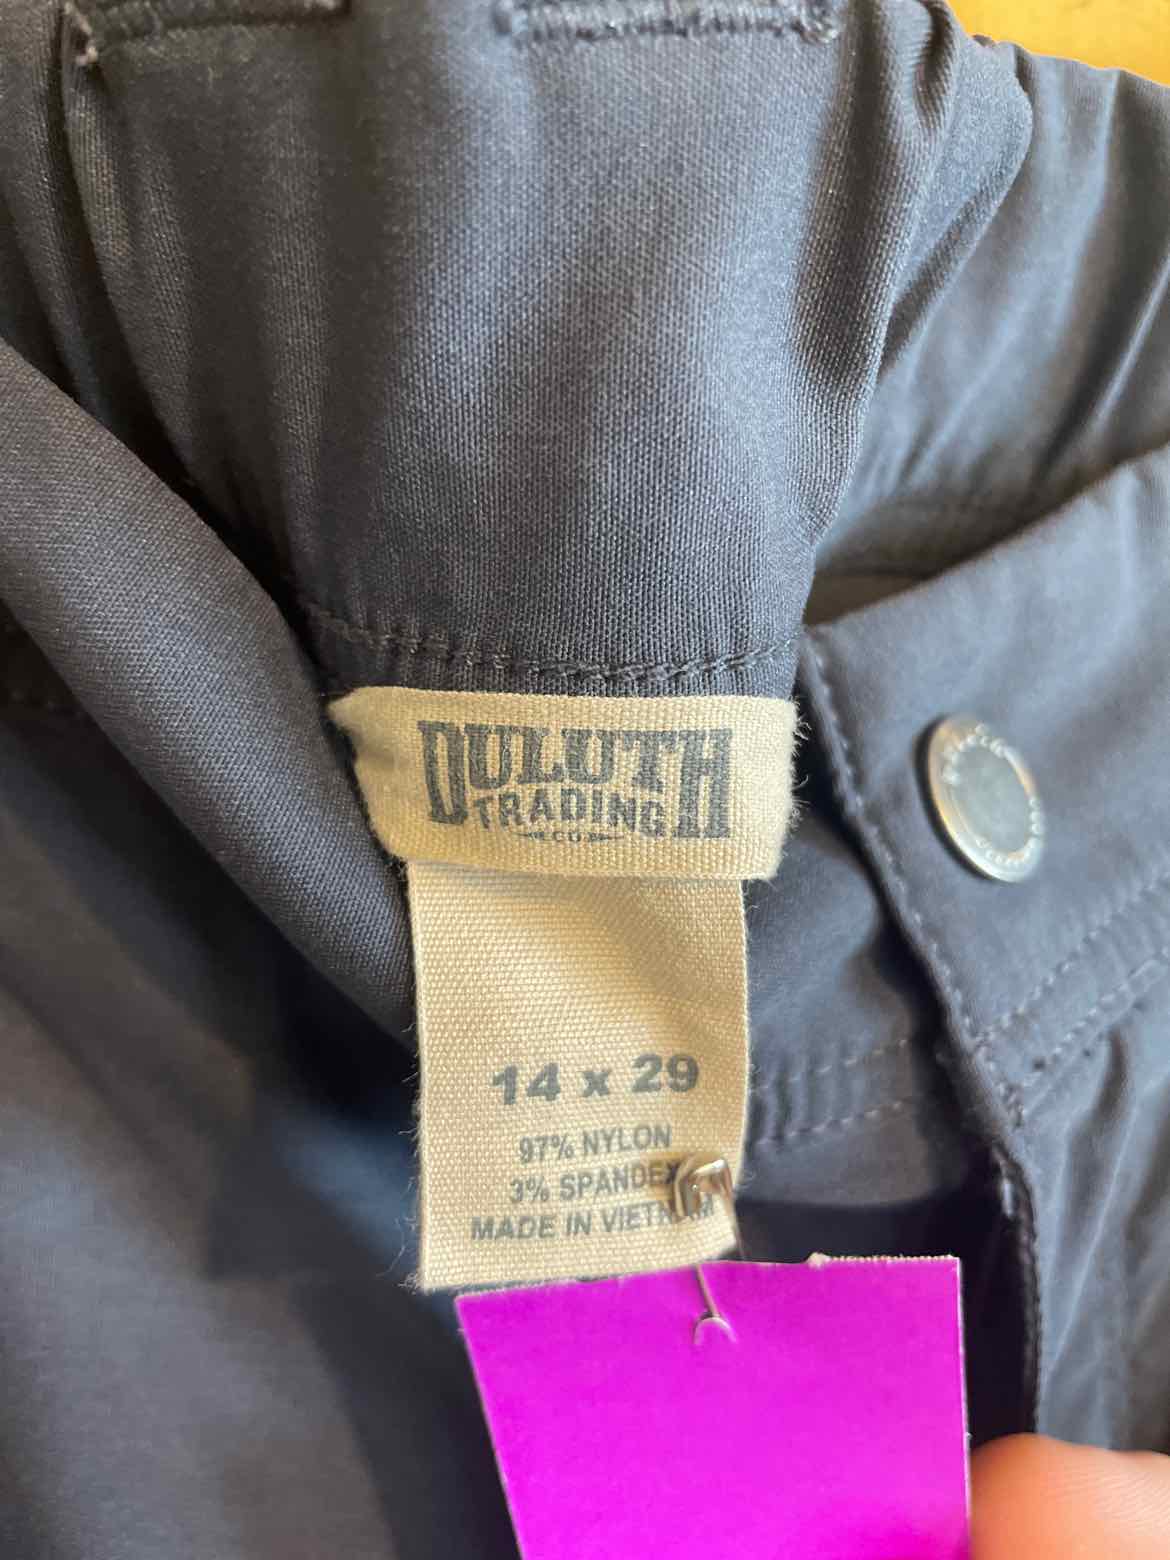 DULUTH
TRADING
CO
14 x 29
97% NYLON
3% SPANDEX
MADE IN VIETNAM